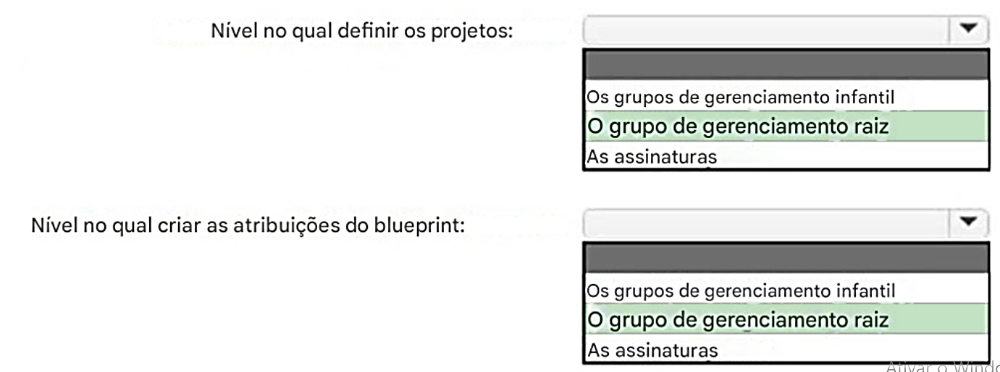 Nível no qual definir os projetos:
Os grupos de gerenciamento infantil
O grupo de gerenciamento raiz
As assinaturas
Nível no qual criar as atribuições do blueprint:
Os grupos de gerenciamento infantil
O grupo de gerenciamento raiz
As assinaturas
Ativar o